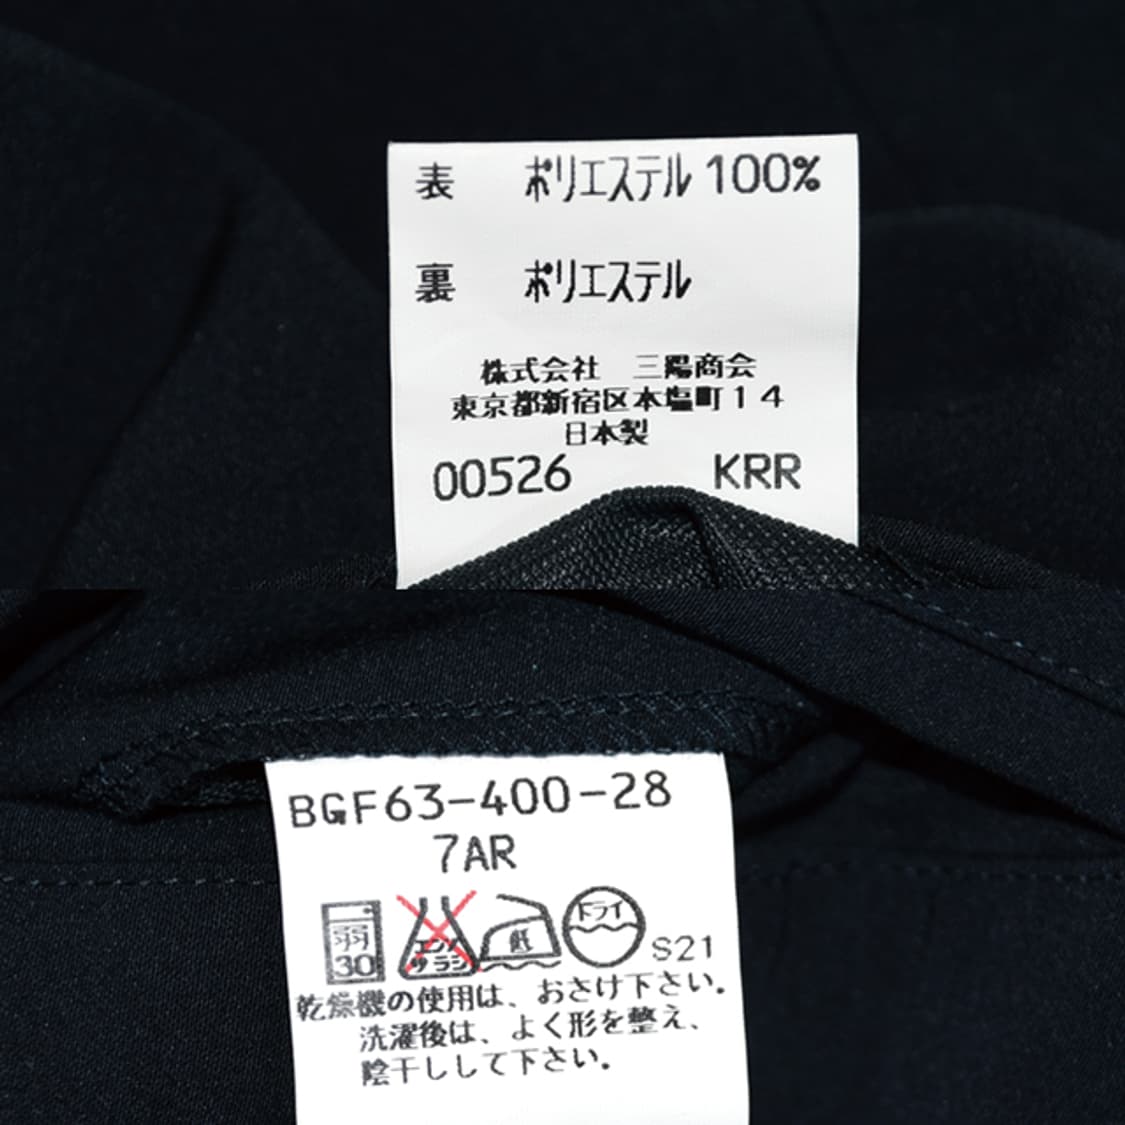 表 ポリエステル100%
裏 ポリエステル
株式会社 三陽商会
東京都新宿区本塩町14
日本製
00526 KRR
BGF63-400-28
7AR
弱 30 エンソ サラシ 低 ドライ S21
乾燥機の使用は、おさけ下さい。
洗濯後は、よく形を整え、
陰干しして下さい。